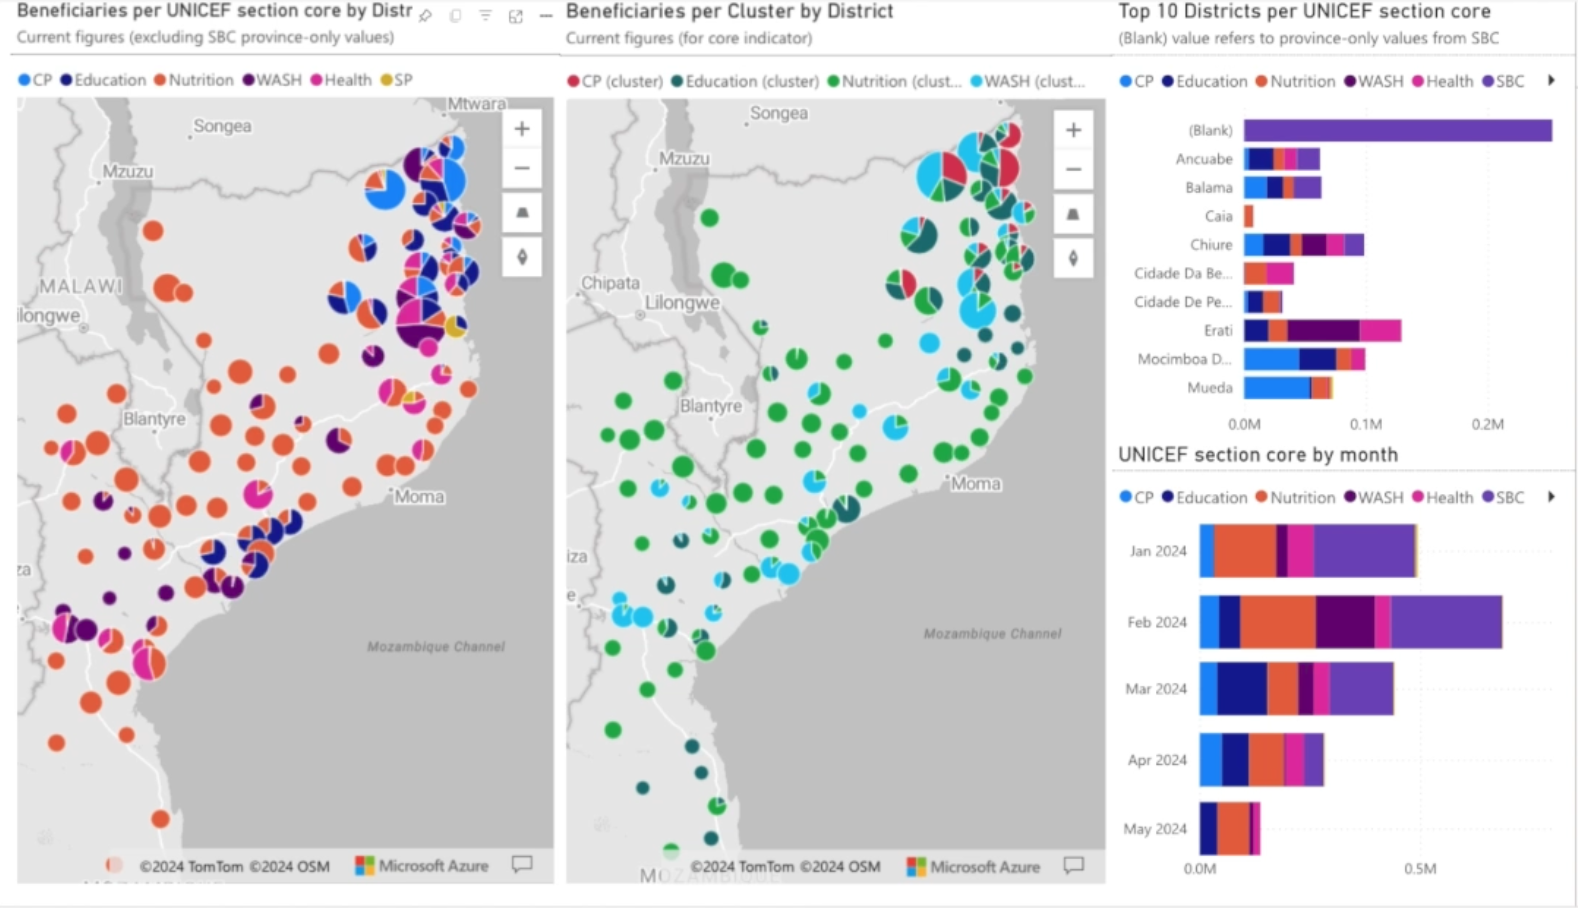 Beneficiaries per UNICEF section core by Distr
Current figures (excluding SBC province-only values)
CP Education Nutrition WASH Health SP
Mtwara
Songea
Mzuzu
MALAWI
ilongwe
Blantyre
Moma
za
Mozambique Channel
©2024 TomTom ©2024 OSM Microsoft Azure
Beneficiaries per Cluster by District
Current figures (for core indicator)
CP (cluster) Education (cluster) Nutrition (clust... WASH (clust...
Songea
Mzuzu
Chipata
Lilongwe
Blantyre
Moma
iza
e
Mozambique Channel
©2024 TomTom ©2024 OSM Microsoft Azure
MOZAMBIQUE
Top 10 Districts per UNICEF section core
(Blank) value refers to province-only values from SBC
CP Education Nutrition WASH Health SBC
(Blank)
Ancuabe
Balama
Caia
Chiure
Cidade Da Be...
Cidade De Pe...
Erati
Mocimboa D...
Mueda
0.0M 0.1M 0.2M
UNICEF section core by month
CP Education Nutrition WASH Health SBC
Jan 2024
Feb 2024
Mar 2024
Apr 2024
May 2024
0.0M 0.5M